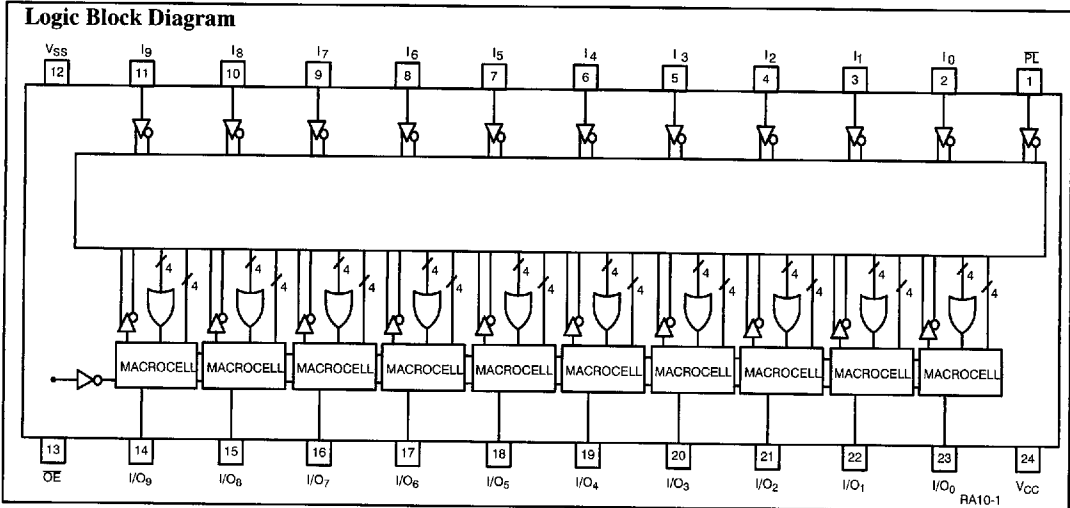 Logic Block Diagram
VSS I9 I8 I7 I6 I5 I4 I3 I2 I1 I0 PL
12 11 10 9 8 7 6 5 4 3 2 1
4 4 4 4 4 4 4 4 4 4
4 4 4 4 4 4 4 4 4 4
MACROCELL MACROCELL MACROCELL MACROCELL MACROCELL MACROCELL MACROCELL MACROCELL MACROCELL MACROCELL
13 14 15 16 17 18 19 20 21 22 23 24
OE I/O9 I/O8 I/O7 I/O6 I/O5 I/O4 I/O3 I/O2 I/O1 I/O0 VCC
RA10-1